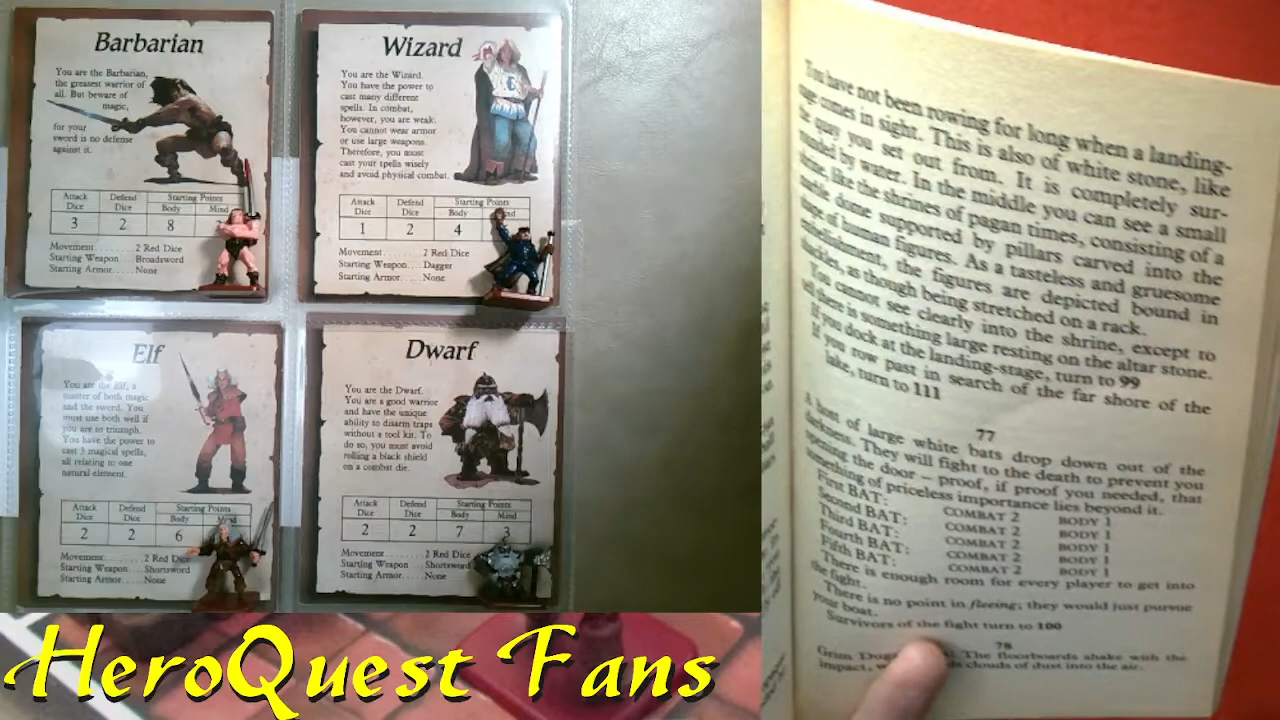 Barbarian
You are the Barbarian,
the greatest warrior of
all. But beware of
magic,
for your
sword is no defense
against it.
Attack Dice
Defend Dice
Starting Points
Body
Mind
3 2 8
Movement........2 Red Dice
Starting Weapon....Broadsword
Starting Armor.....None
Wizard
You are the Wizard.
You have the power to
cast many different
spells. In combat,
however, you are weak.
You cannot wear armor
or use large weapons.
Therefore, you must
cast your spells wisely
and avoid physical combat.
Attack Dice
Defend Dice
Starting Points
Body
1 2 4
Movement........2 Red Dice
Starting Weapon....Dagger
Starting Armor.....None
Elf
You are the Elf, a
master of both magic
and the sword. You
must use both well if
you are to triumph.
You have the power to
cast 3 magical spells,
all relating to one
natural element.
Attack Dice
Defend Dice
Starting Points
Body
Mind
2 2 6
Movement........2 Red Dice
Starting Weapon....Shortsword
Starting Armor.....None
Dwarf
You are the Dwarf.
You are a good warrior
and have the unique
ability to disarm traps
without a tool kit. To
do so, you must avoid
rolling a black shield
on a combat die.
Attack Dice
Defend Dice
Starting Points
Body
Mind
2 2 7 3
Movement........2 Red Dice
Starting Weapon....Shortsword
Starting Armor.....None
HeroQuest Fans
You have not been rowing for long when a landing-
stage comes in sight. This is also of white stone, like
the quay you set out from. It is completely sur-
rounded by water. In the middle you can see a small
shrine, like the shrines of pagan times, consisting of a
marble dome supported by pillars carved into the
shape of human figures. As a tasteless and gruesome
embellishment, the figures are depicted bound in
shackles, as though being stretched on a rack.
You cannot see clearly into the shrine, except to
tell there is something large resting on the altar stone.
If you dock at the landing-stage, turn to 99
If you row past in search of the far shore of the
lake, turn to 111
77
A host of large white bats drop down out of the
darkness. They will fight to the death to prevent you
opening the door – proof, if proof you needed, that
something of priceless importance lies beyond it.
First BAT: COMBAT 2 BODY 1
Second BAT: COMBAT 2 BODY 1
Third BAT: COMBAT 2 BODY 1
Fourth BAT: COMBAT 2 BODY 1
Fifth BAT: COMBAT 2 BODY 1
There is enough room for every player to get into
the fight.
There is no point in fleeing; they would just pursue
your boat.
Survivors of the fight turn to 100
78
Grim The floorboards shake with the
impact, clouds of dust into the air.